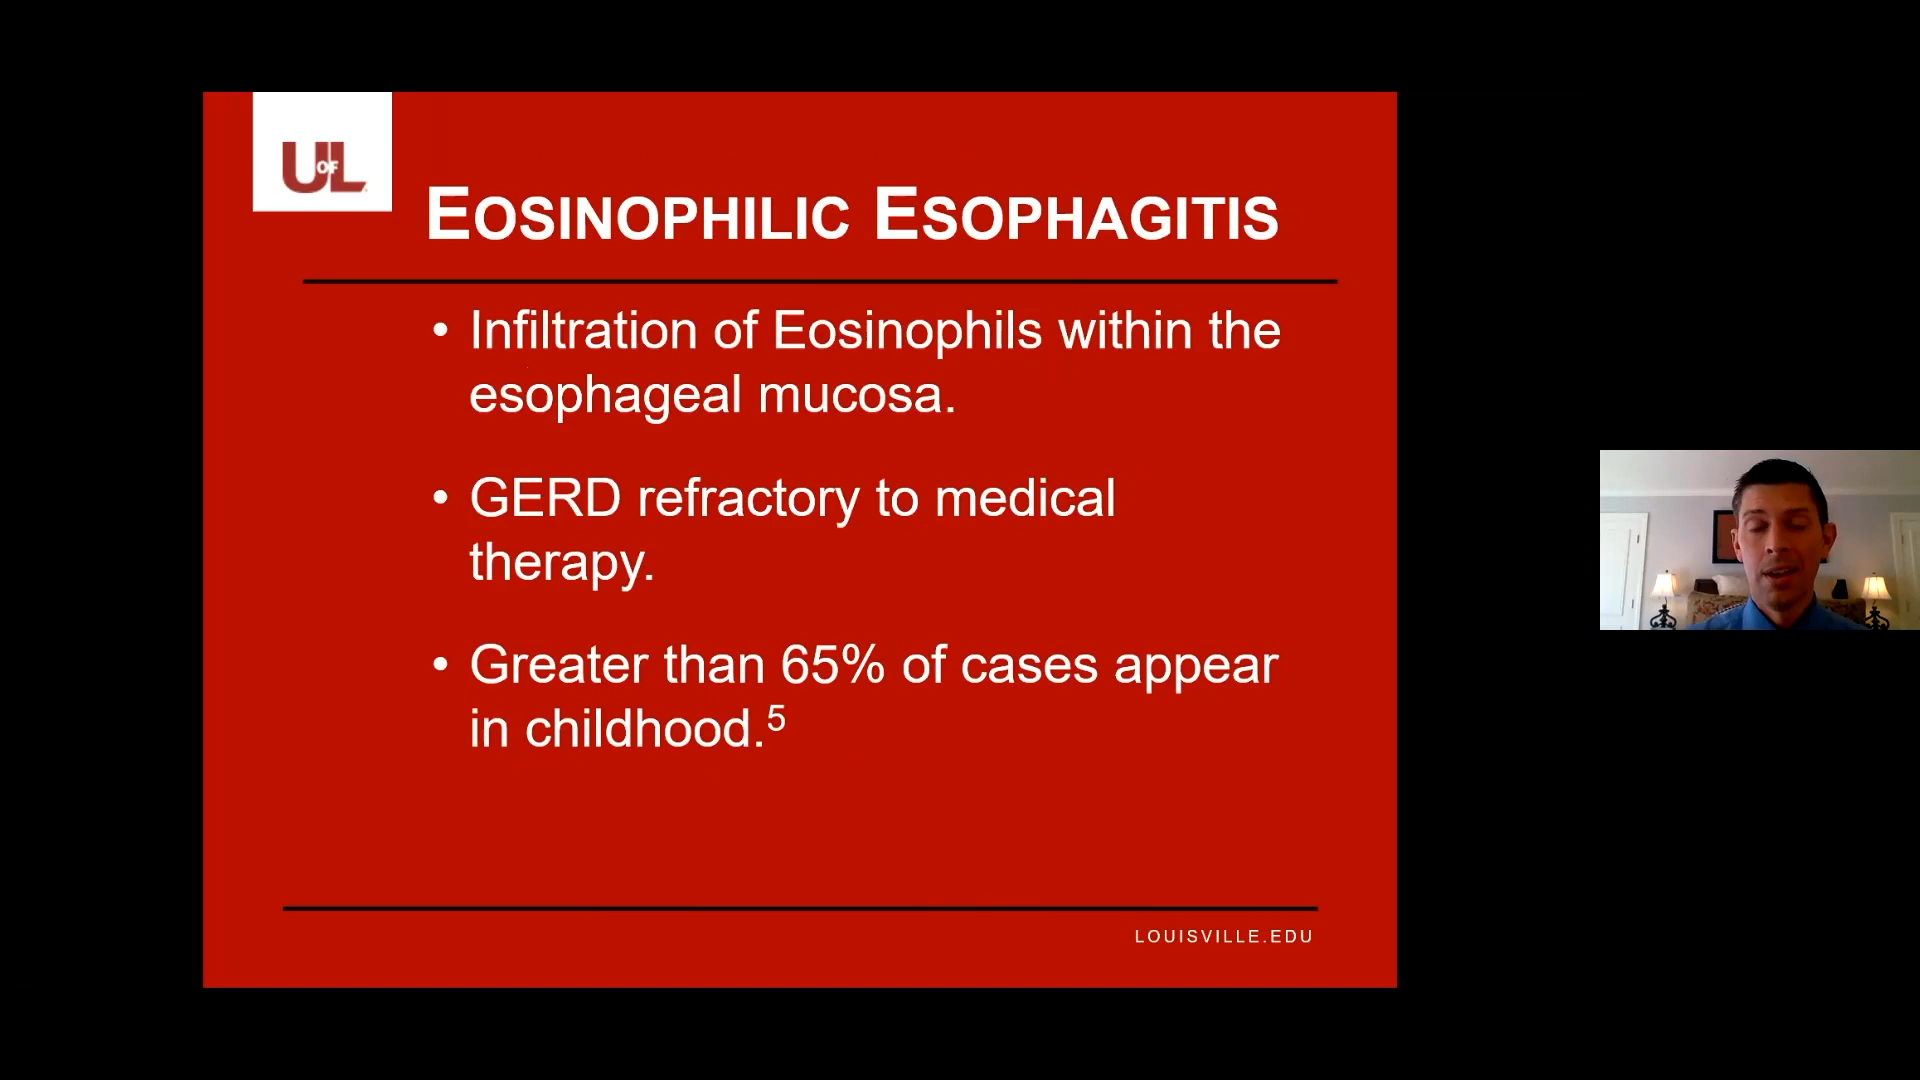 UofL
EOSINOPHILIC ESOPHAGITIS
• Infiltration of Eosinophils within the
esophageal mucosa.
• GERD refractory to medical
therapy.
• Greater than 65% of cases appear
in childhood.5
LOUISVILLE.EDU